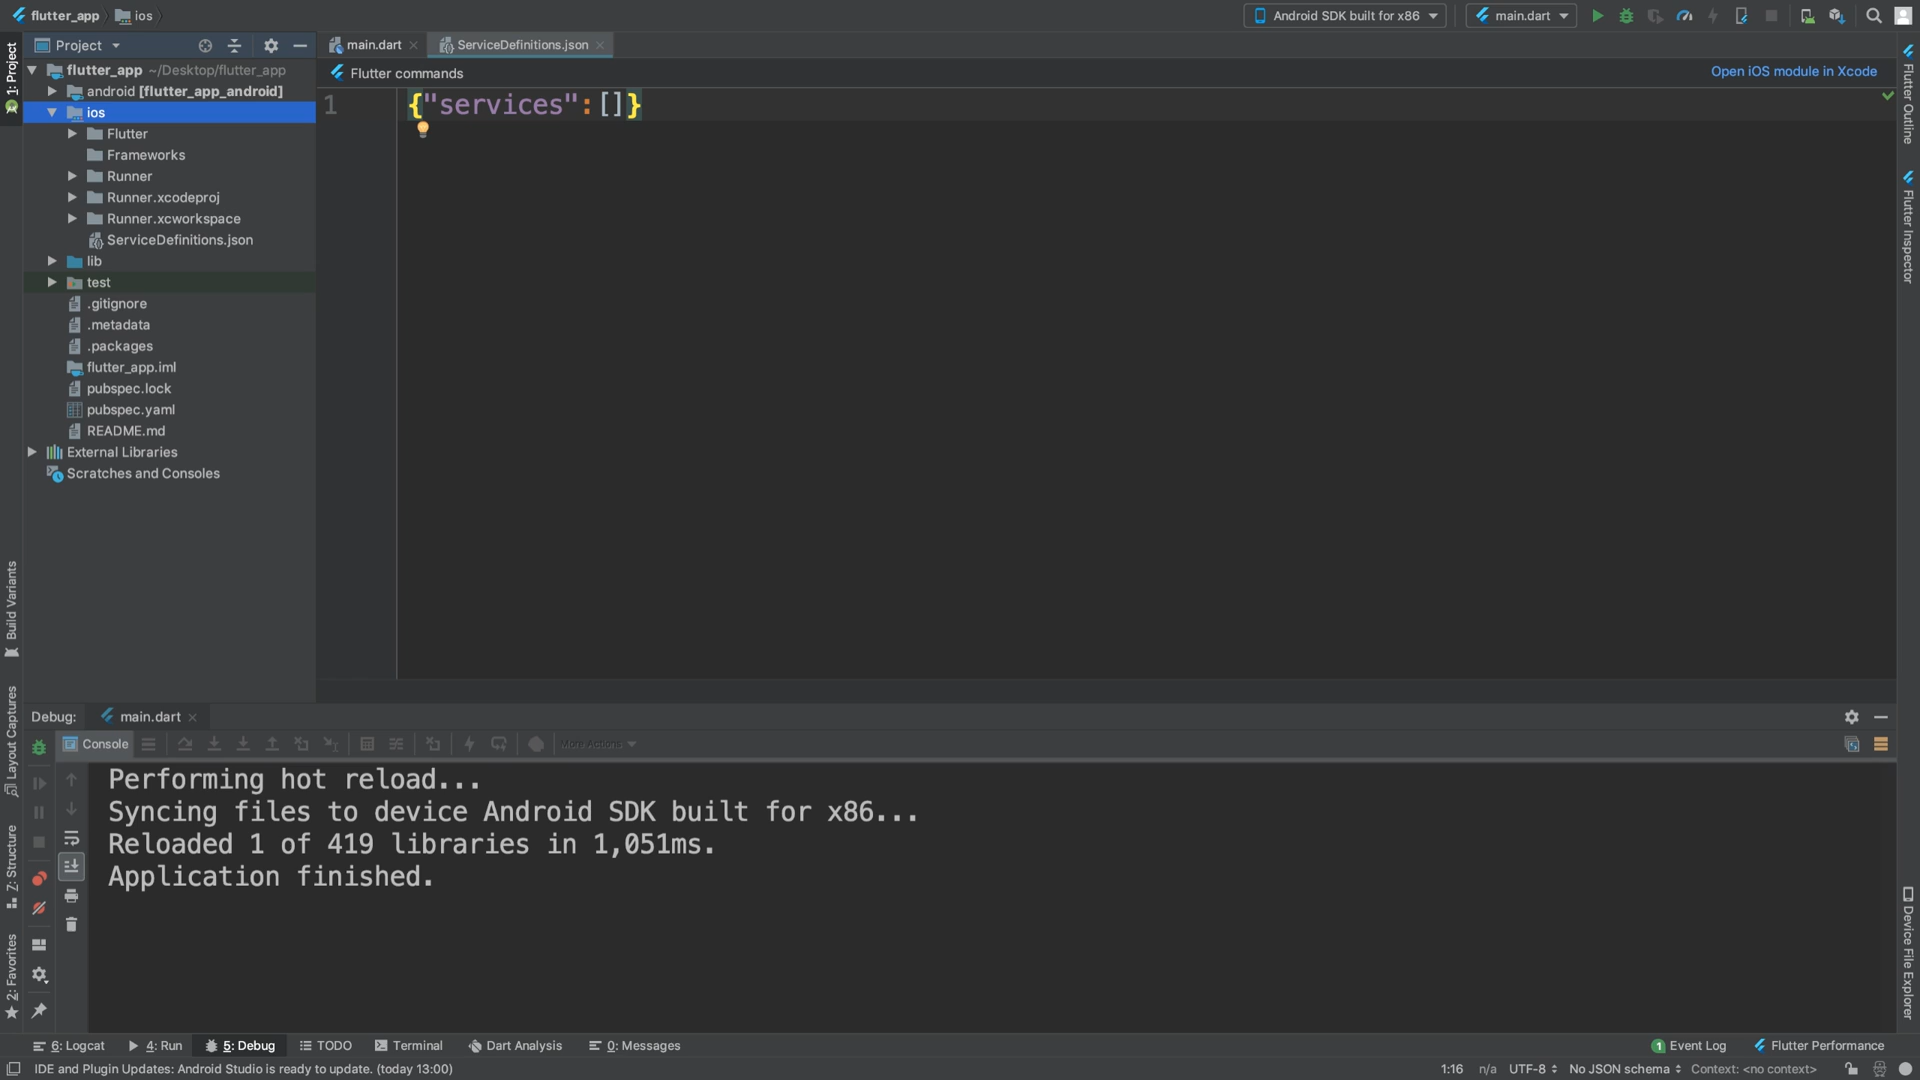 flutter_app
ios
Android SDK built for x86
main.dart
Project
main.dart
ServiceDefinitions.json
1: Project
flutter_app ~/Desktop/flutter_app
Flutter commands
Open iOS module in Xcode
android [flutter_app_android]
1
{"services":[]}
ios
Flutter
Frameworks
Runner
Runner.xcodeproj
Runner.xcworkspace
ServiceDefinitions.json
lib
test
.gitignore
.metadata
.packages
flutter_app.iml
pubspec.lock
pubspec.yaml
README.md
External Libraries
Scratches and Consoles
Flutter Outline
Flutter Inspector
Build Variants
Layout Captures
Z: Structure
2: Favorites
Device File Explorer
Debug:
main.dart
Console
More Actions
Performing hot reload...
Syncing files to device Android SDK built for x86...
Reloaded 1 of 419 libraries in 1,051ms.
Application finished.
6: Logcat
4: Run
5: Debug
TODO
Terminal
Dart Analysis
0: Messages
1 Event Log
Flutter Performance
IDE and Plugin Updates: Android Studio is ready to update. (today 13:00)
1:16
n/a
UTF-8
No JSON schema
Context: <no context>